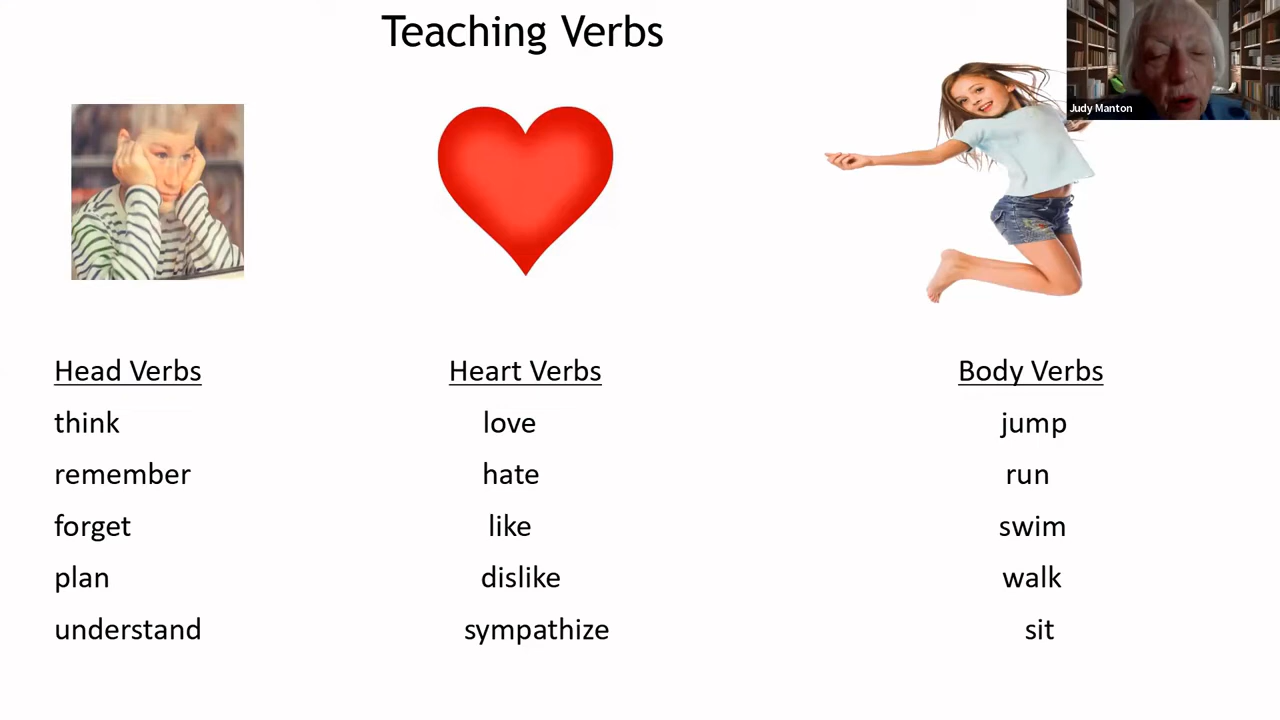 Teaching Verbs
Judy Manton
Head Verbs
think
remember
forget
plan
understand
Heart Verbs
love
hate
like
dislike
sympathize
Body Verbs
jump
run
swim
walk
sit